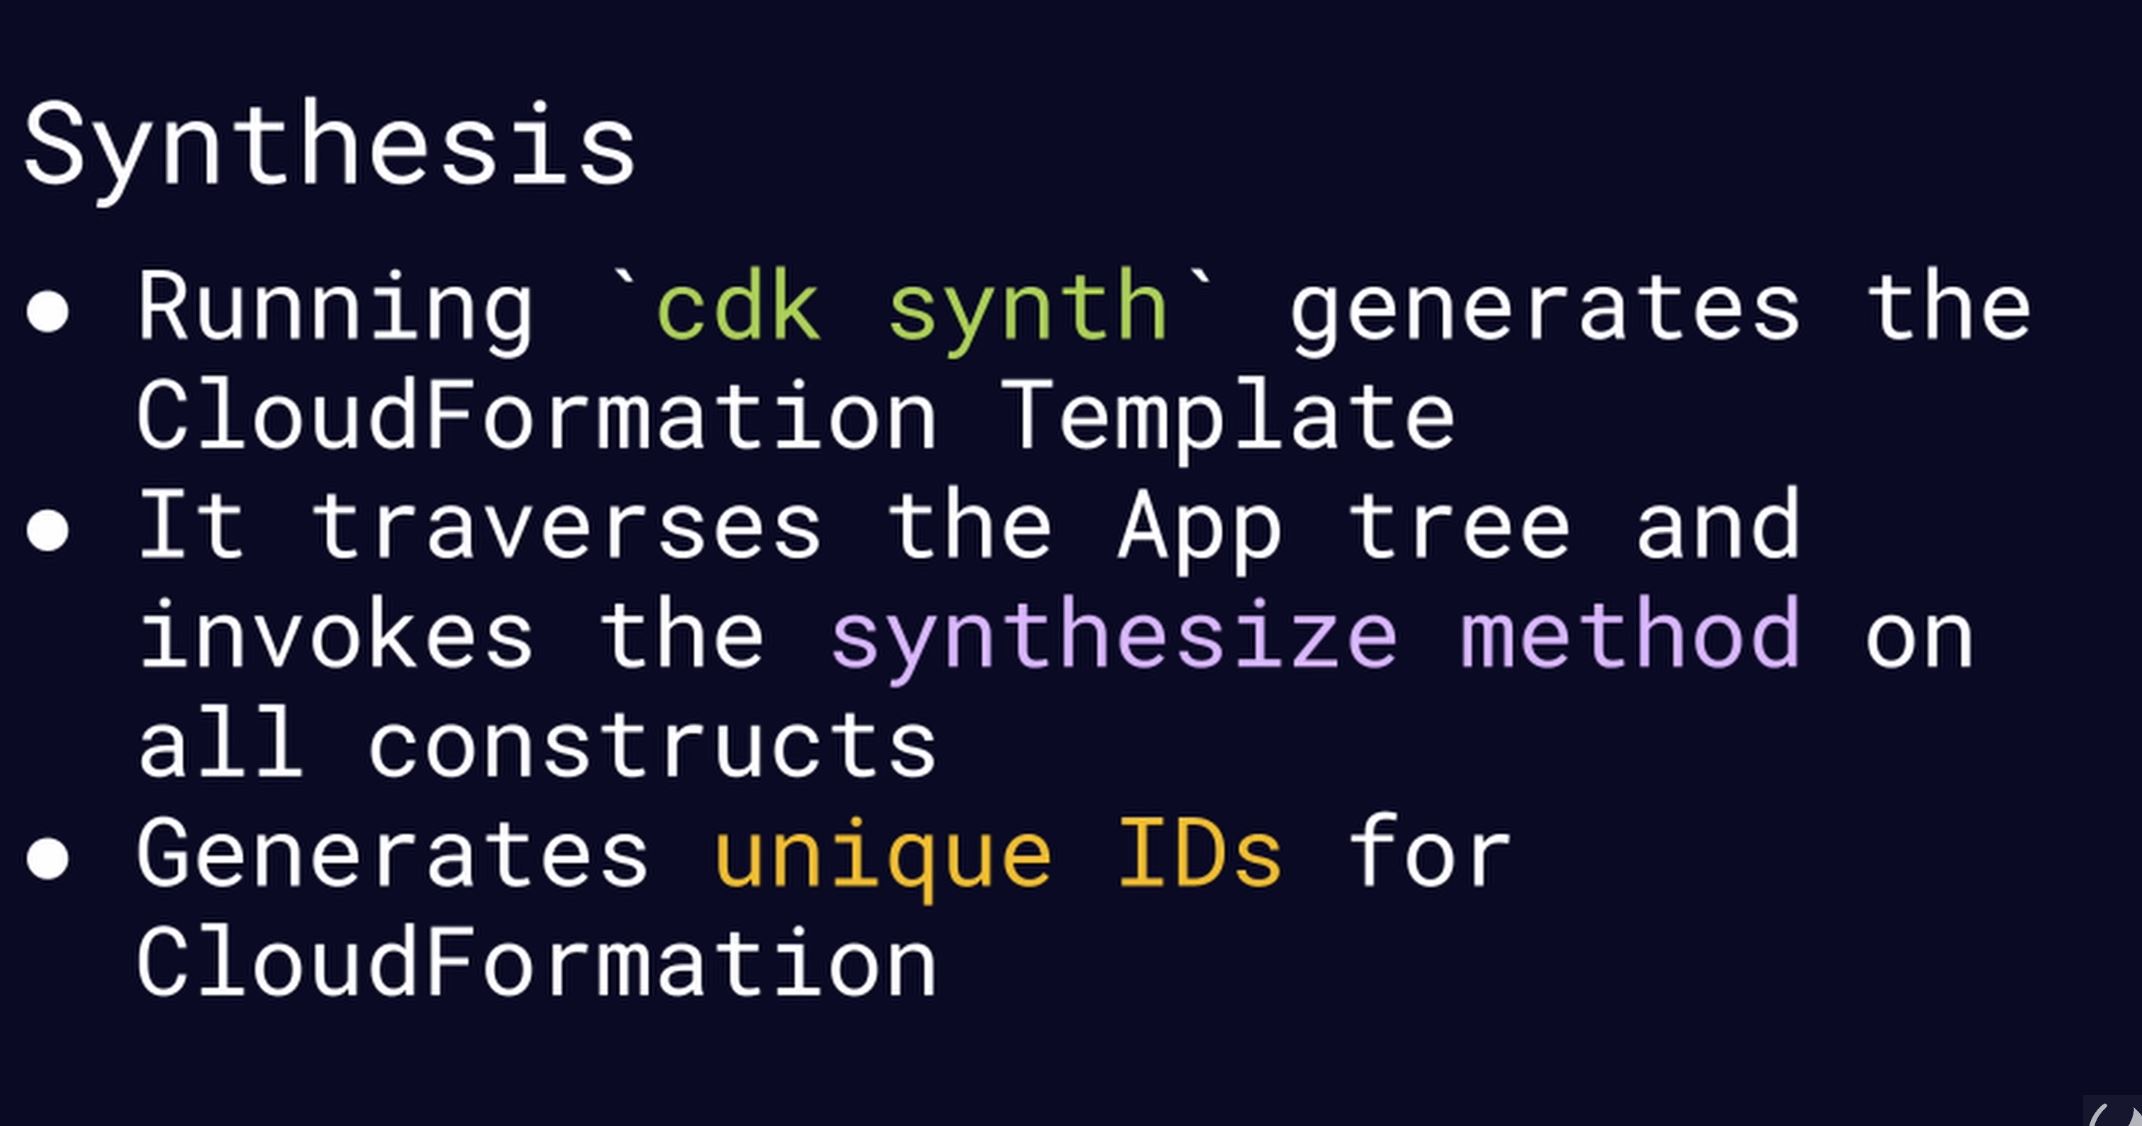 Synthesis
● Running `cdk synth` generates the
CloudFormation Template
● It traverses the App tree and
invokes the synthesize method on
all constructs
● Generates unique IDs for
CloudFormation